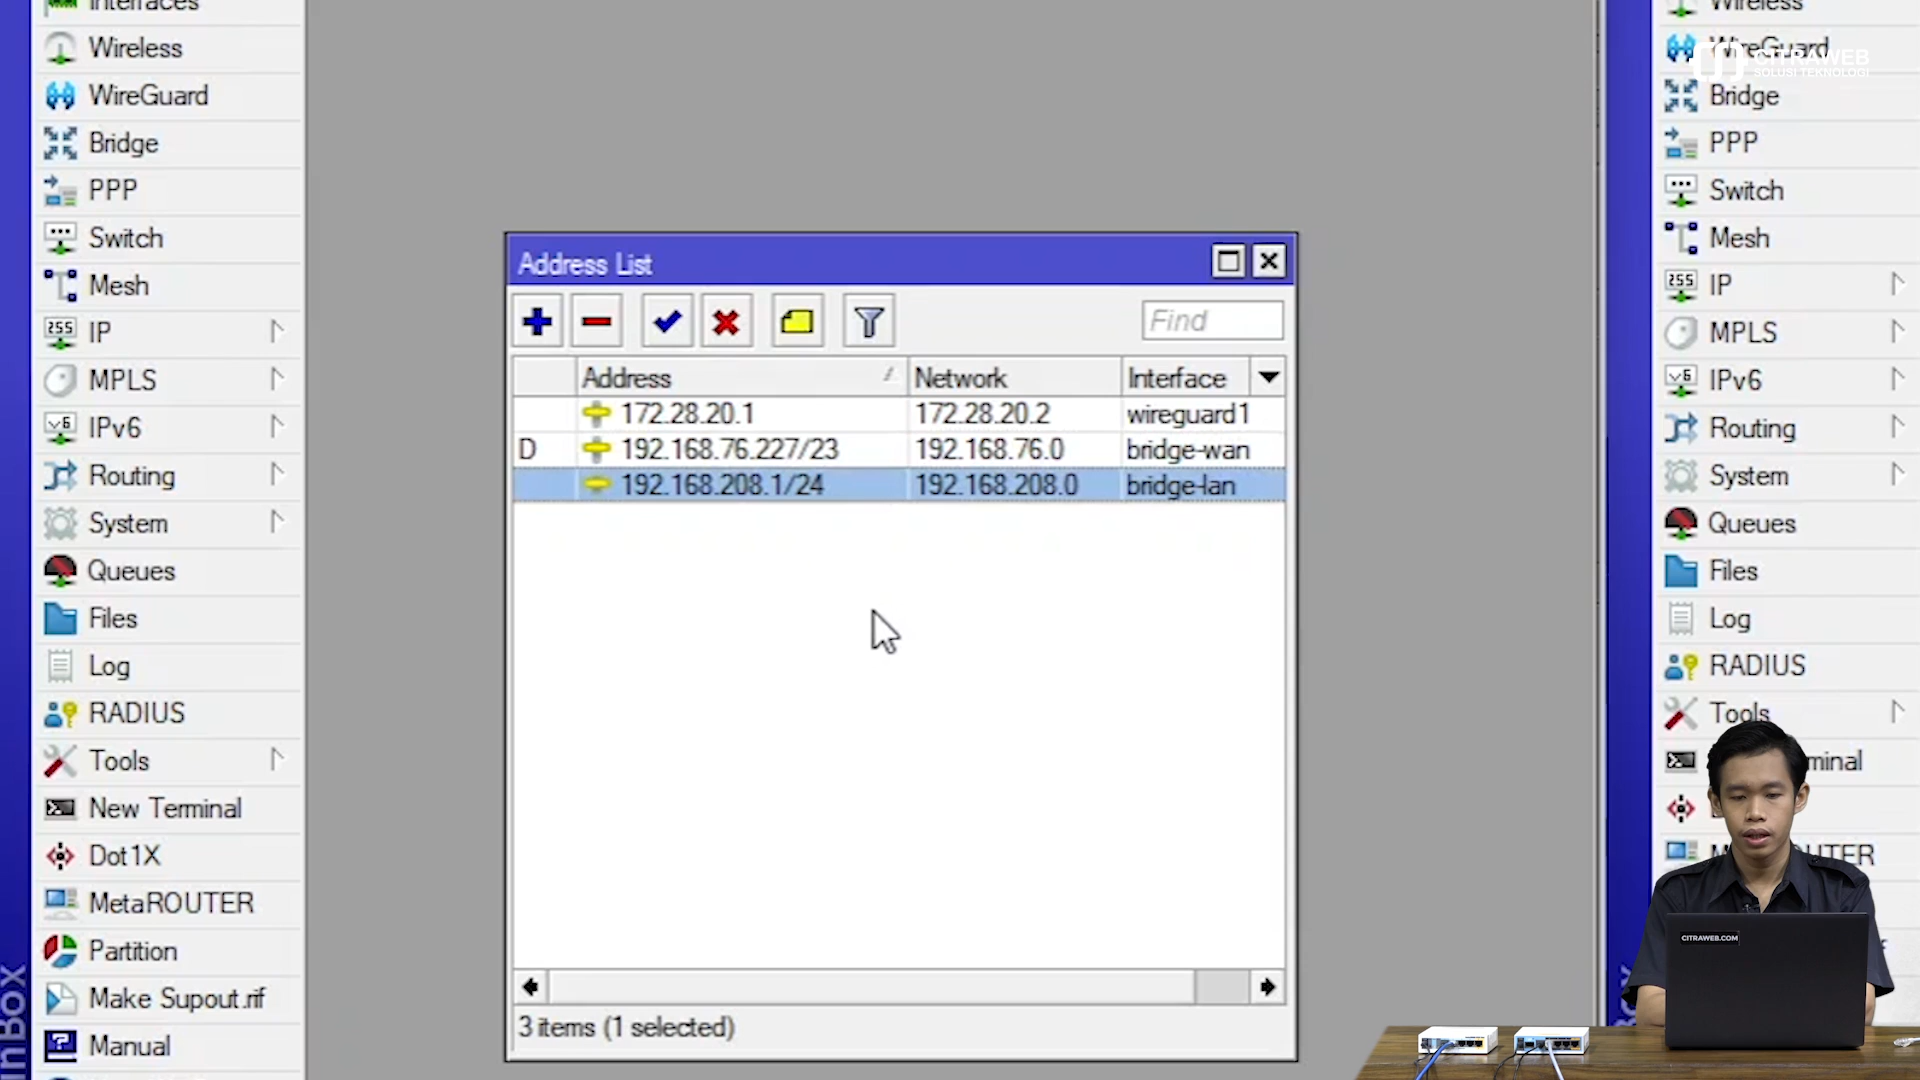 Interfaces
Wireless
WireGuard
Bridge
PPP
Switch
Mesh
IP
MPLS
IPv6
Routing
System
Queues
Files
Log
RADIUS
Tools
New Terminal
Dot1X
MetaROUTER
Partition
Make Supout.rif
Manual
Address List
Find
Address Network Interface
172.28.20.1 172.28.20.2 wireguard1
D 192.168.76.227/23 192.168.76.0 bridge-wan
192.168.208.1/24 192.168.208.0 bridge-lan
3 items (1 selected)
Wireless
WireGuard
Bridge
PPP
Switch
Mesh
IP
MPLS
IPv6
Routing
System
Queues
Files
Log
RADIUS
Tools
CITRAWEB
SOLUSI TEKNOLOGI
CITRAWEB.COM